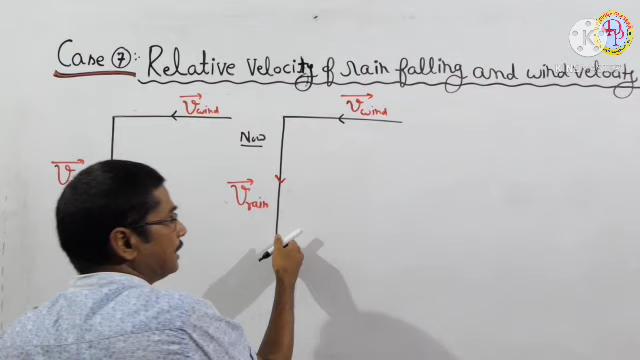 Case 7:- Relative Velocity of rain falling and wind velocity
V wind
V wind
Now
V
V rain